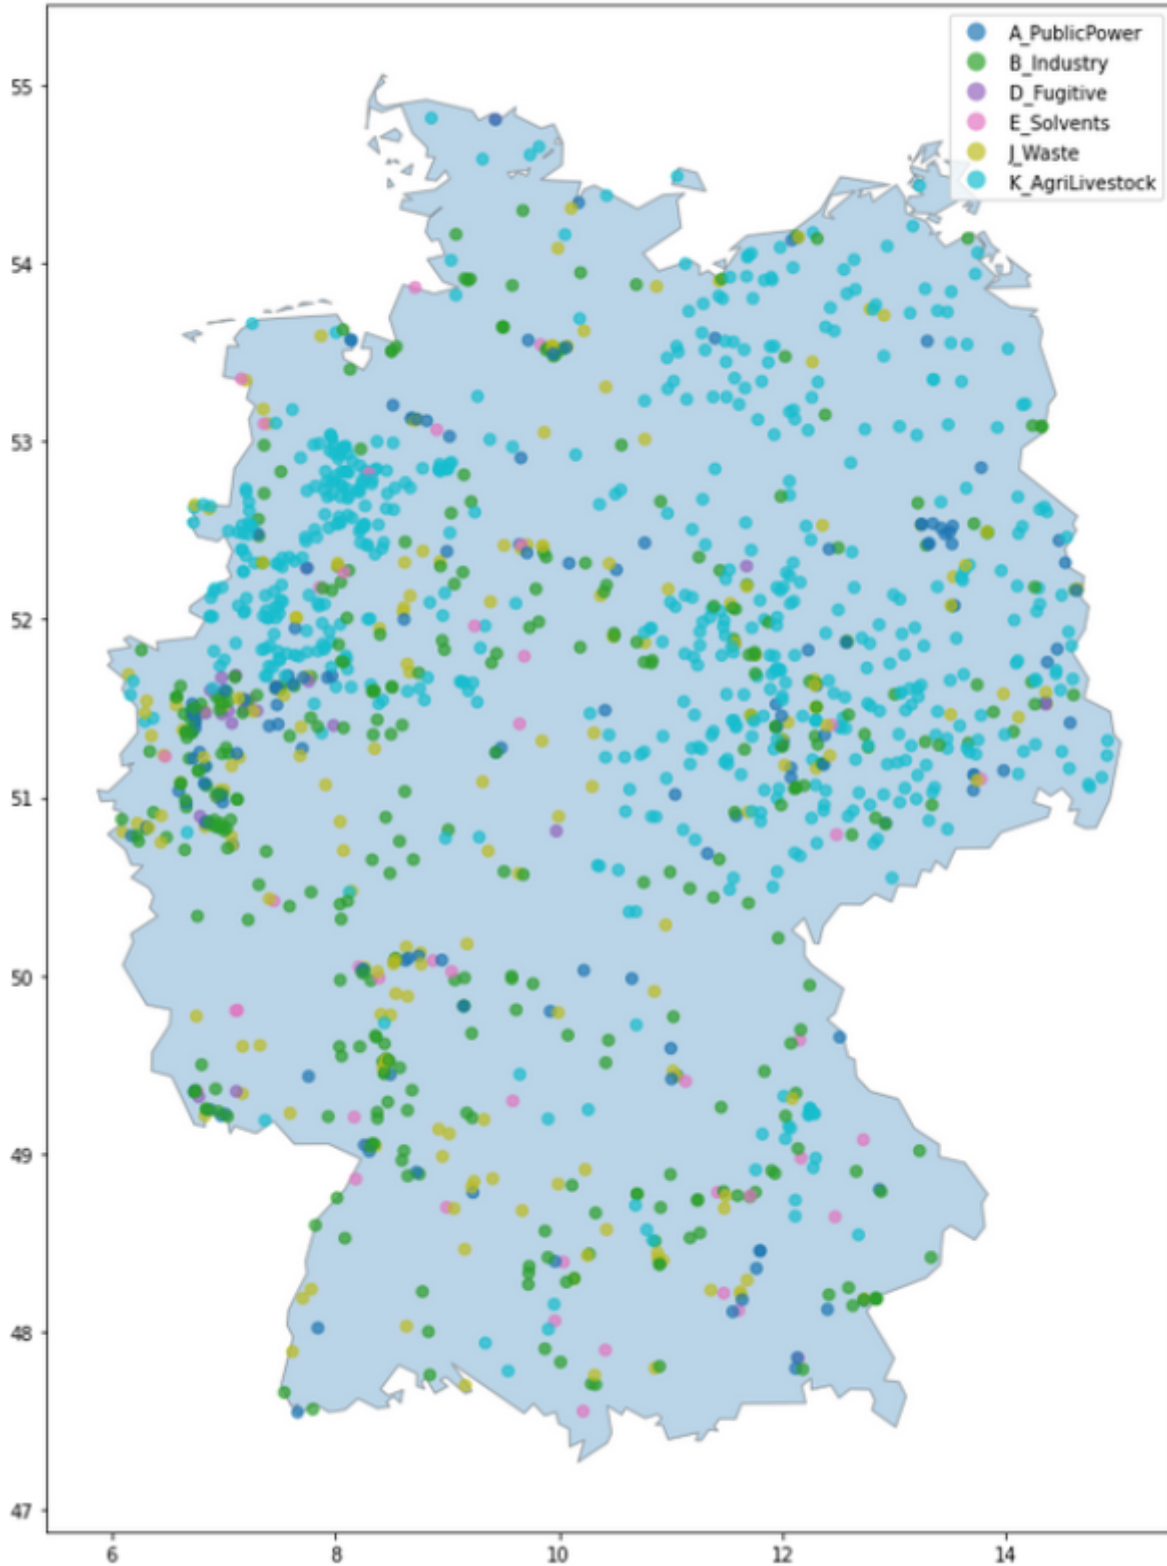 A_PublicPower
B_Industry
D_Fugitive
E_Solvents
J_Waste
K_AgriLivestock
55
54
53
52
51
50
49
48
47
6 8 10 12 14